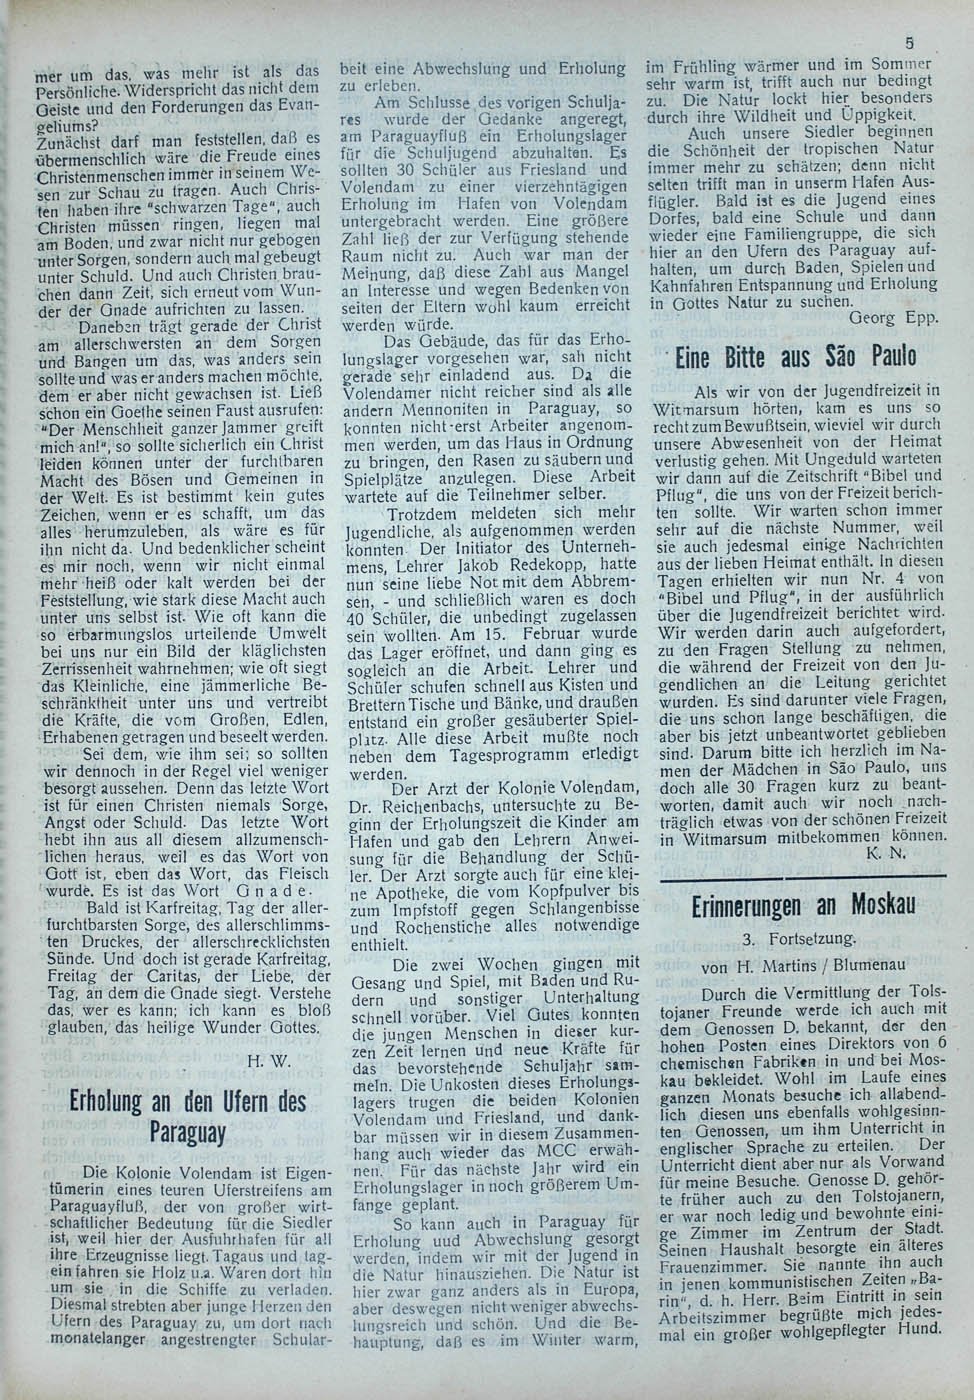 5
mer um das, was mehr ist als das
Persönliche. Widerspricht das nicht dem
Geiste und den Forderungen das Evan-
geliums?
Zunächst darf man feststellen, daß es
übermenschlich wäre die Freude eines
Christenmenschen immer in seinem We-
sen zur Schau zu tragen. Auch Chris-
ten haben ihre "schwarzen Tage", auch
Christen müssen ringen, liegen mal
am Boden, und zwar nicht nur gebogen
unter Sorgen, sondern auch mal gebeugt
unter Schuld. Und auch Christen brau-
chen dann Zeit, sich erneut vom Wun-
der der Gnade aufrichten zu lassen.
Daneben trägt gerade der Christ
am allerschwersten an dem Sorgen
und Bangen um das, was anders sein
sollte und was er anders machen möchte,
dem er aber nicht gewachsen ist. Ließ
schon ein Goethe seinen Faust ausrufen:
"Der Menschheit ganzer Jammer greift
mich an!", so sollte sicherlich ein Christ
leiden können unter der furchtbaren
Macht des Bösen und Gemeinen in
der Welt. Es ist bestimmt kein gutes
Zeichen, wenn er es schafft, um das
alles herumzuleben, als wäre es für
ihn nicht da. Und bedenklicher scheint
es mir noch, wenn wir nicht einmal
mehr heiß oder kalt werden bei der
Feststellung, wie stark diese Macht auch
unter uns selbst ist. Wie oft kann die
so erbarmungslos urteilende Umwelt
bei uns nur ein Bild der kläglichsten
Zerrissenheit wahrnehmen; wie oft siegt
das Kleinliche, eine jämmerliche Be-
schränktheit unter uns und vertreibt
die Kräfte, die vom Großen, Edlen,
Erhabenen getragen und beseelt werden.
Sei dem, wie ihm sei; so sollten
wir dennoch in der Regel viel weniger
besorgt aussehen. Denn das letzte Wort
ist für einen Christen niemals Sorge,
Angst oder Schuld. Das letzte Wort
hebt ihn aus all diesem allzumensch-
lichen heraus, weil es das Wort von
Gott ist, eben das Wort, das Fleisch
wurde. Es ist das Wort Gnade.
Bald ist Karfreitag, Tag der aller-
furchtbarsten Sorge, des allerschlimms-
ten Druckes, der allerschrecklichsten
Sünde. Und doch ist gerade Karfreitag,
Freitag der Caritas, der Liebe, der
Tag, an dem die Gnade siegt. Verstehe
das, wer es kann; ich kann es bloß
glauben, das heilige Wunder Gottes.
H. W.
Erholung an den Ufern des
Paraguay
Die Kolonie Volendam ist Eigen-
tümerin eines teuren Uferstreifens am
Paraguayfluß, der von großer wirt-
schaftlicher Bedeutung für die Siedler
ist, weil hier der Ausfuhrhafen für all
ihre Erzeugnisse liegt. Tagaus und tag-
ein fahren sie Holz u.a. Waren dort hin
um sie in die Schiffe zu verladen.
Diesmal strebten aber junge Herzen den
Ufern des Paraguay zu, um dort nach
monatelanger angestrengter Schular-
beit eine Abwechslung und Erholung
zu erleben.
Am Schlusse des vorigen Schulja-
res wurde der Gedanke angeregt,
am Paraguayfluß ein Erholungslager
für die Schuljugend abzuhalten. Es
sollten 30 Schüler aus Friesland und
Volendam zu einer vierzehntägigen
Erholung im Hafen von Volendam
untergebracht werden. Eine größere
Zahl ließ der zur Verfügung stehende
Raum nicht zu. Auch war man der
Meinung, daß diese Zahl aus Mangel
an Interesse und wegen Bedenken von
seiten der Eltern wohl kaum erreicht
werden würde.
Das Gebäude, das für das Erho-
lungslager vorgesehen war, sah nicht
gerade sehr einladend aus. Da die
Volendamer nicht reicher sind als alle
andern Mennoniten in Paraguay, so
konnten nicht erst Arbeiter angenom-
men werden, um das Haus in Ordnung
zu bringen, den Rasen zu säubern und
Spielplätze anzulegen. Diese Arbeit
wartete auf die Teilnehmer selber.
Trotzdem meldeten sich mehr
Jugendliche, als aufgenommen werden
konnten. Der Initiator des Unterneh-
mens, Lehrer Jakob Redekopp, hatte
nun seine liebe Not mit dem Abbrem-
sen, - und schließlich waren es doch
40 Schüler, die unbedingt zugelassen
sein wollten. Am 15. Februar wurde
das Lager eröffnet, und dann ging es
sogleich an die Arbeit. Lehrer und
Schüler schufen schnell aus Kisten und
Brettern Tische und Bänke, und draußen
entstand ein großer gesäuberter Spiel-
platz. Alle diese Arbeit mußte noch
neben dem Tagesprogramm erledigt
werden.
Der Arzt der Kolonie Volendam,
Dr. Reichenbachs, untersuchte zu Be-
ginn der Erholungszeit die Kinder am
Hafen und gab den Lehrern Anwei-
sung für die Behandlung der Schü-
ler. Der Arzt sorgte auch für eine klei-
ne Apotheke, die vom Kopfpulver bis
zum Impfstoff gegen Schlangenbisse
und Rochenstiche alles notwendige
enthielt.
Die zwei Wochen gingen mit
Gesang und Spiel, mit Baden und Ru-
dern und sonstiger Unterhaltung
schnell vorüber. Viel Gutes konnten
die jungen Menschen in dieser kur-
zen Zeit lernen und neue Kräfte für
das bevorstehende Schuljahr sam-
meln. Die Unkosten dieses Erholungs-
lagers trugen die beiden Kolonien
Volendam und Friesland, und dank-
bar müssen wir in diesem Zusammen-
hang auch wieder das MCC erwäh-
nen. Für das nächste Jahr wird ein
Erholungslager in noch größerem Um-
fange geplant.
So kann auch in Paraguay für
Erholung uud Abwechslung gesorgt
werden, indem wir mit der Jugend in
die Natur hinausziehen. Die Natur ist
hier zwar ganz anders als in Europa,
aber deswegen nicht weniger abwechs-
lungsreich und schön. Und die Be-
hauptung, daß es im Winter warm,
im Frühling wärmer und im Sommer
sehr warm ist, trifft auch nur bedingt
zu. Die Natur lockt hier besonders
durch ihre Wildheit und Üppigkeit.
Auch unsere Siedler beginnen
die Schönheit der tropischen Natur
immer mehr zu schätzen; denn nicht
selten trifft man in unserm Hafen Aus-
flügler. Bald ist es die Jugend eines
Dorfes, bald eine Schule und dann
wieder eine Familiengruppe, die sich
hier an den Ufern des Paraguay auf-
halten, um durch Baden, Spielen und
Kahnfahren Entspannung und Erholung
in Gottes Natur zu suchen.
Georg Epp.
Eine Bitte aus São Paulo
Als wir von der Jugendfreizeit in
Witmarsum hörten, kam es uns so
recht zum Bewußtsein, wieviel wir durch
unsere Abwesenheit von der Heimat
verlustig gehen. Mit Ungeduld warteten
wir dann auf die Zeitschrift "Bibel und
Pflug", die uns von der Freizeit berich-
ten sollte. Wir warten schon immer
sehr auf die nächste Nummer, weil
sie auch jedesmal einige Nachrichten
aus der lieben Heimat enthält. In diesen
Tagen erhielten wir nun Nr. 4 von
"Bibel und Pflug", in der ausführlich
über die Jugendfreizeit berichtet wird.
Wir werden darin auch aufgefordert,
zu den Fragen Stellung zu nehmen,
die während der Freizeit von den Ju-
gendlichen an die Leitung gerichtet
wurden. Es sind darunter viele Fragen,
die uns schon lange beschäftigen, die
aber bis jetzt unbeantwortet geblieben
sind. Darum bitte ich herzlich im Na-
men der Mädchen in São Paulo, uns
doch alle 30 Fragen kurz zu beant-
worten, damit auch wir noch nach-
träglich etwas von der schönen Freizeit
in Witmarsum mitbekommen können.
K. N.
Erinnerungen an Moskau
3. Fortsetzung.
von H. Martins / Blumenau
Durch die Vermittlung der Tols-
tojaner Freunde werde ich auch mit
dem Genossen D. bekannt, der den
hohen Posten eines Direktors von 6
chemischen Fabriken in und bei Mos-
kau bekleidet. Wohl im Laufe eines
ganzen Monats besuche ich allabend-
lich diesen uns ebenfalls wohlgesinn-
ten Genossen, um ihm Unterricht in
englischer Sprache zu erteilen. Der
Unterricht dient aber nur als Vorwand
für meine Besuche. Genosse D. gehör-
te früher auch zu den Tolstojanern,
er war noch ledig und bewohnte eini-
ge Zimmer im Zentrum der Stadt.
Seinen Haushalt besorgte ein älteres
Frauenzimmer. Sie nannte ihn auch
in jenen kommunistischen Zeiten „Ba-
rin", d. h. Herr. Beim Eintritt in sein
Arbeitszimmer begrüßte mich jedes-
mal ein großer wohlgepflegter Hund.